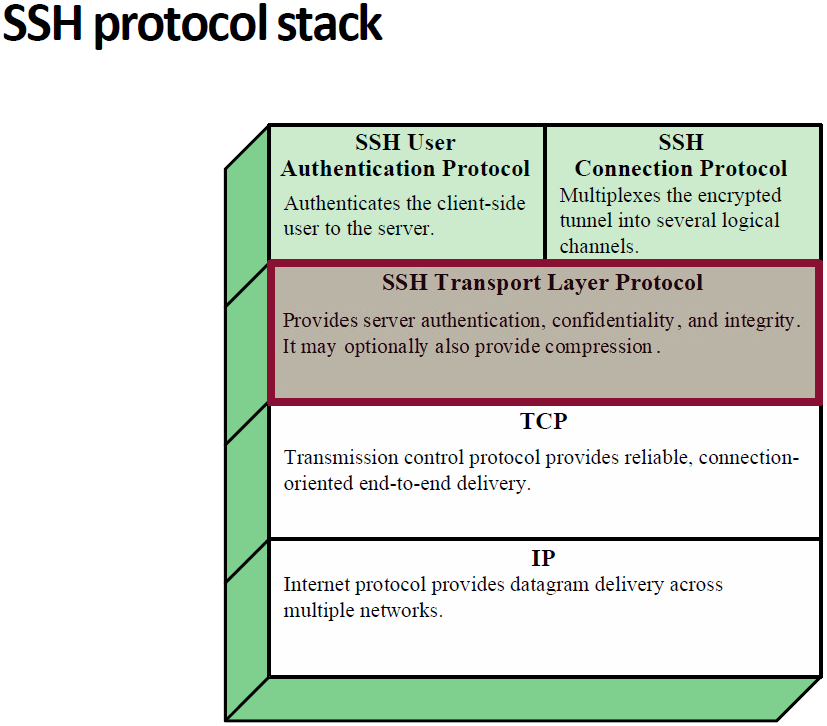 SSH protocol stack
SSH User
Authentication Protocol
Authenticates the client-side
user to the server.
SSH
Connection Protocol
Multiplexes the encrypted
tunnel into several logical
channels.
SSH Transport Layer Protocol
Provides server authentication, confidentiality, and integrity.
It may optionally also provide compression.
TCP
Transmission control protocol provides reliable, connection-
oriented end-to-end delivery.
IP
Internet protocol provides datagram delivery across
multiple networks.